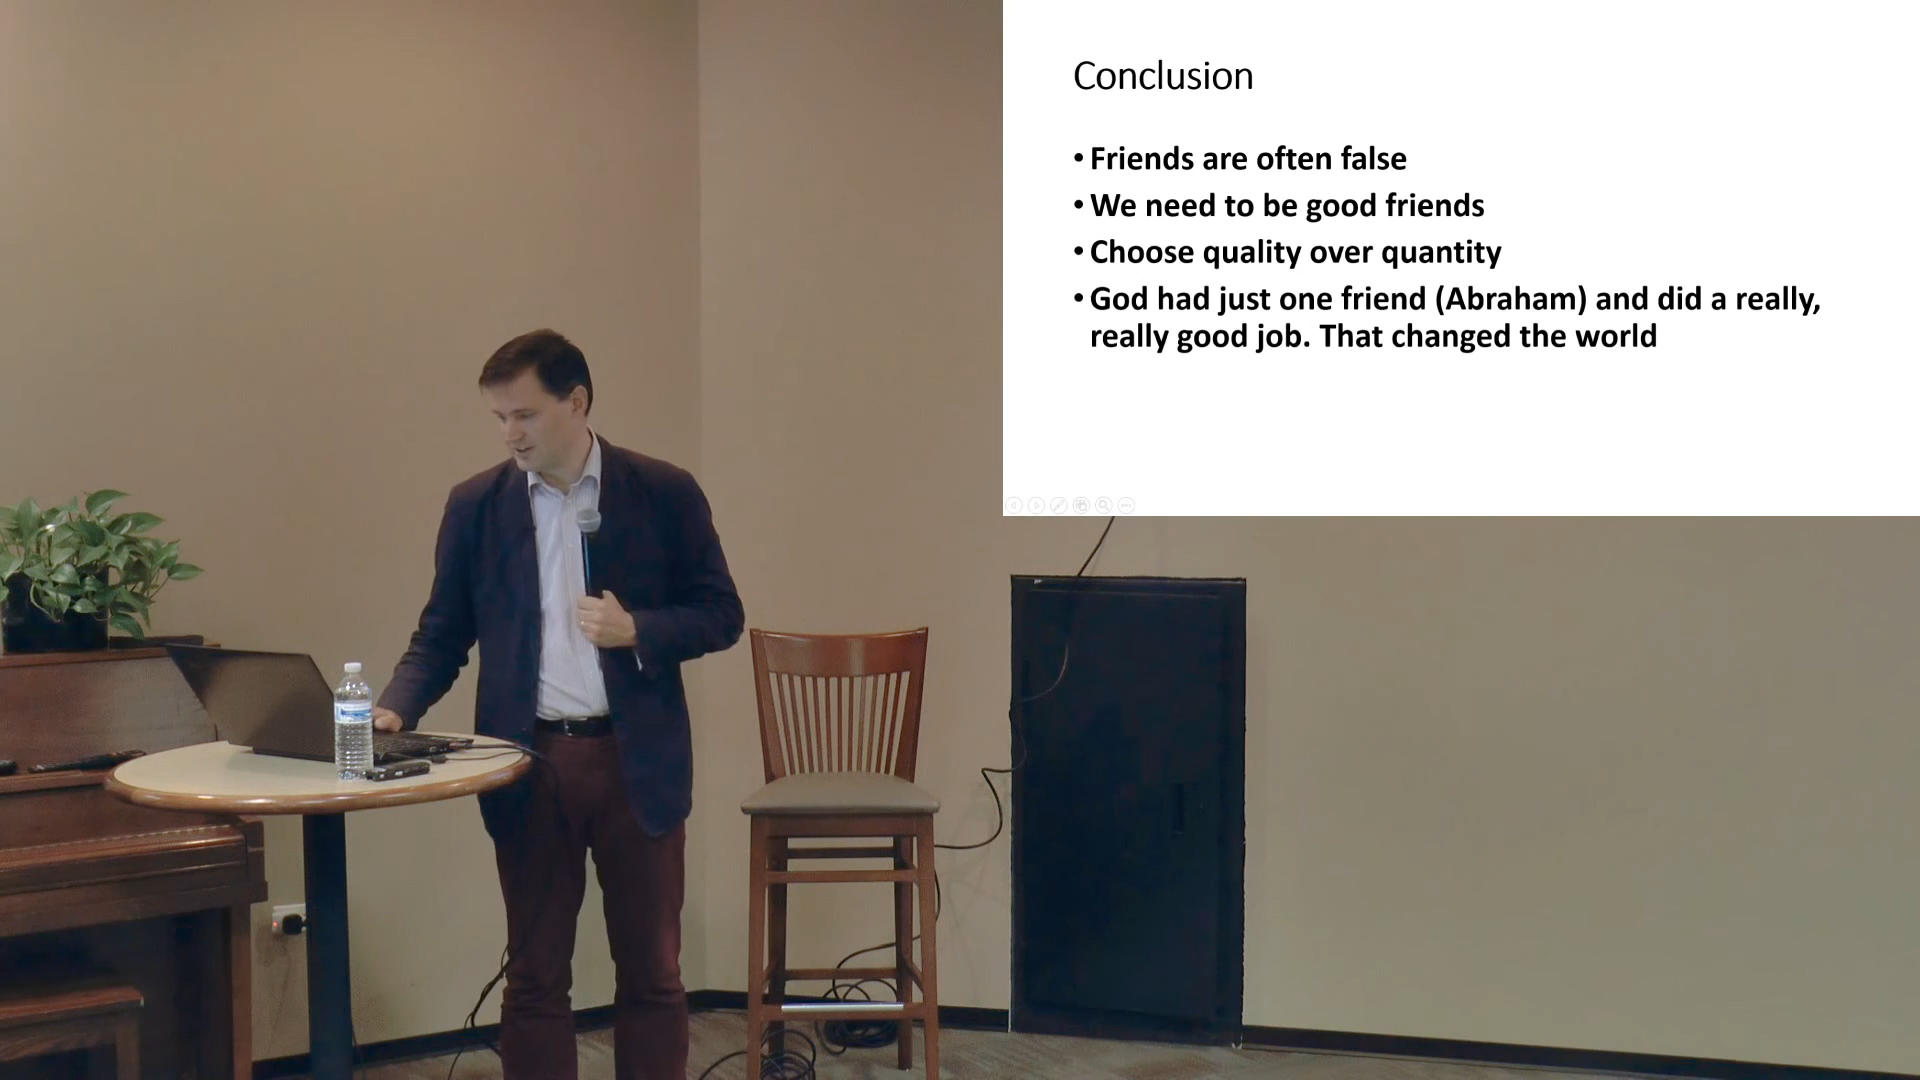 Conclusion
• Friends are often false
• We need to be good friends
• Choose quality over quantity
• God had just one friend (Abraham) and did a really,
really good job. That changed the world